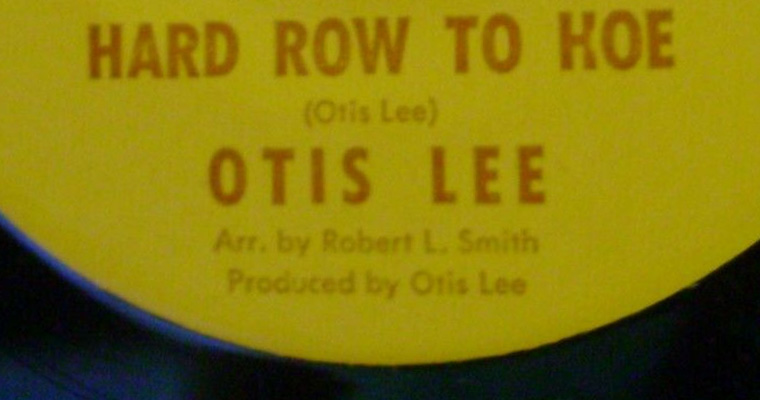 HARD ROW TO HOE
(Otis Lee)
OTIS LEE
Arr. by Robert L. Smith
Produced by Otis Lee